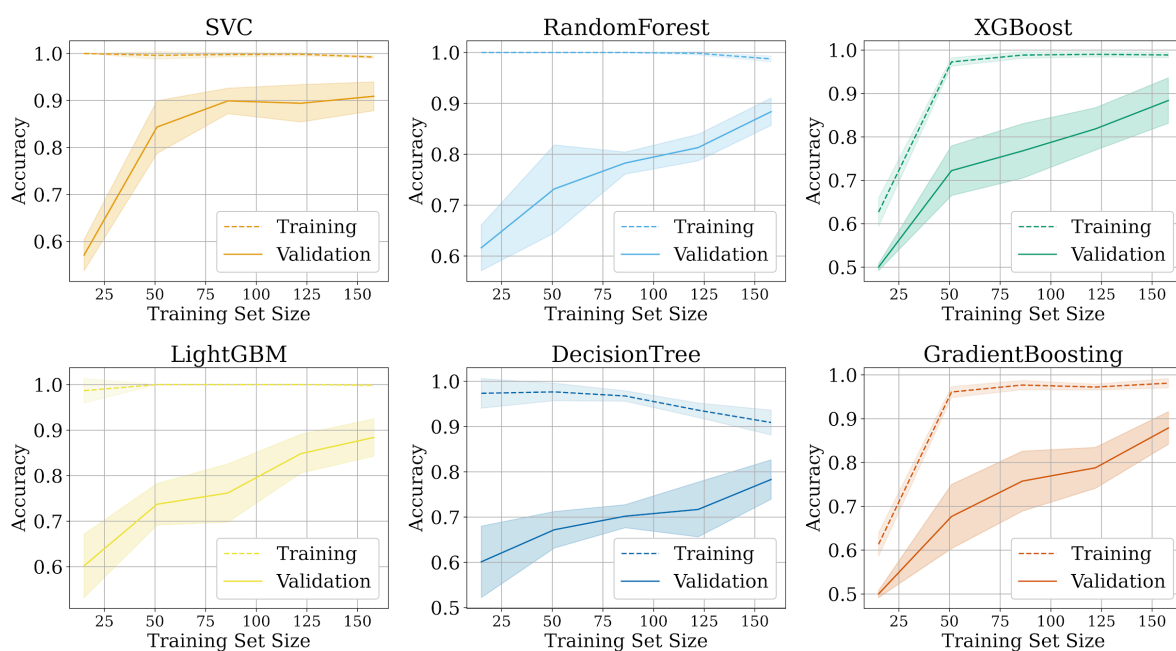 SVC
RandomForest
XGBoost
Accuracy
1.0
0.9
0.8
0.7
0.6
Training
Validation
25 50 75 100 125 150
Training Set Size
Accuracy
1.0
0.9
0.8
0.7
0.6
Training
Validation
25 50 75 100 125 150
Training Set Size
Accuracy
1.0
0.9
0.8
0.7
0.6
0.5
Training
Validation
25 50 75 100 125 150
Training Set Size
LightGBM
DecisionTree
GradientBoosting
Accuracy
1.0
0.9
0.8
0.7
0.6
Training
Validation
25 50 75 100 125 150
Training Set Size
Accuracy
1.0
0.9
0.8
0.7
0.6
0.5
Training
Validation
25 50 75 100 125 150
Training Set Size
Accuracy
1.0
0.9
0.8
0.7
0.6
0.5
Training
Validation
25 50 75 100 125 150
Training Set Size